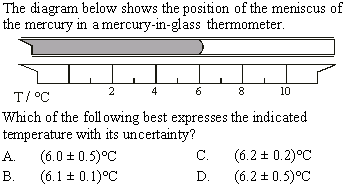 The diagram below shows the position of the meniscus of
the mercury in a mercury-in-glass thermometer.
2 4 6 8 10
T / °C
Which of the following best expresses the indicated
temperature with its uncertainty?
A. (6.0 ± 0.5)°C C. (6.2 ± 0.2)°C
B. (6.1 ± 0.1)°C D. (6.2 ± 0.5)°C